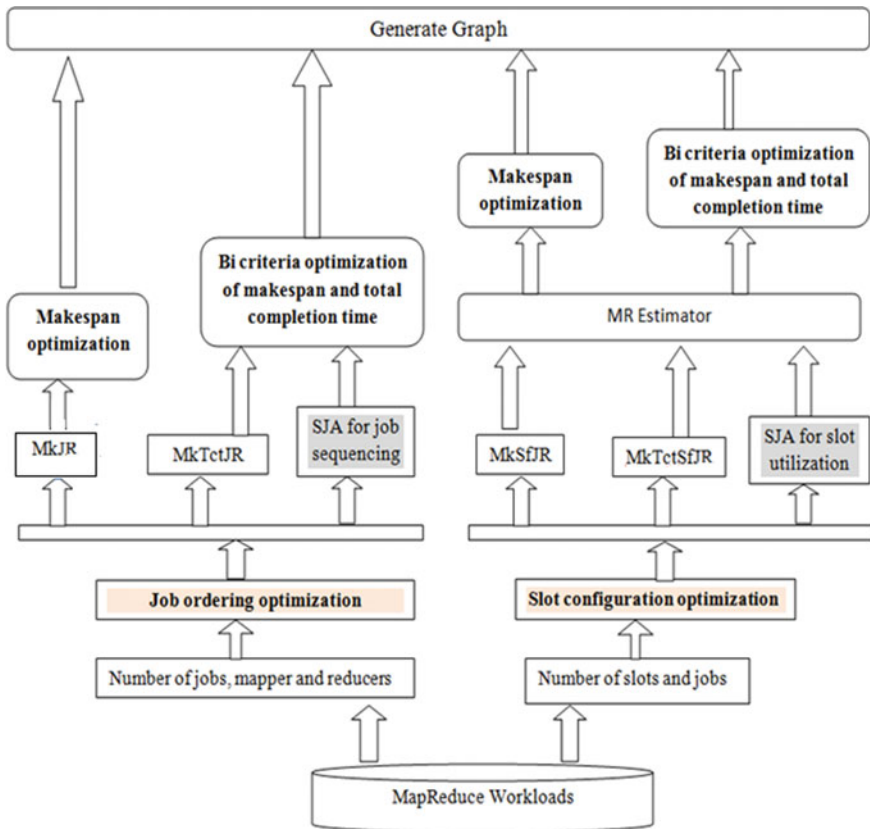 Generate Graph
Makespan
optimization
Bi criteria optimization
of makespan and total
completion time
Bi criteria optimization
of makespan and total
completion time
MR Estimator
Makespan
optimization
MkJR
MkTctJR
SJA for job
sequencing
MkSfJR
MkTctSfJR
SJA for slot
utilization
Job ordering optimization
Slot configuration optimization
Number of jobs, mapper and reducers
Number of slots and jobs
MapReduce Workloads